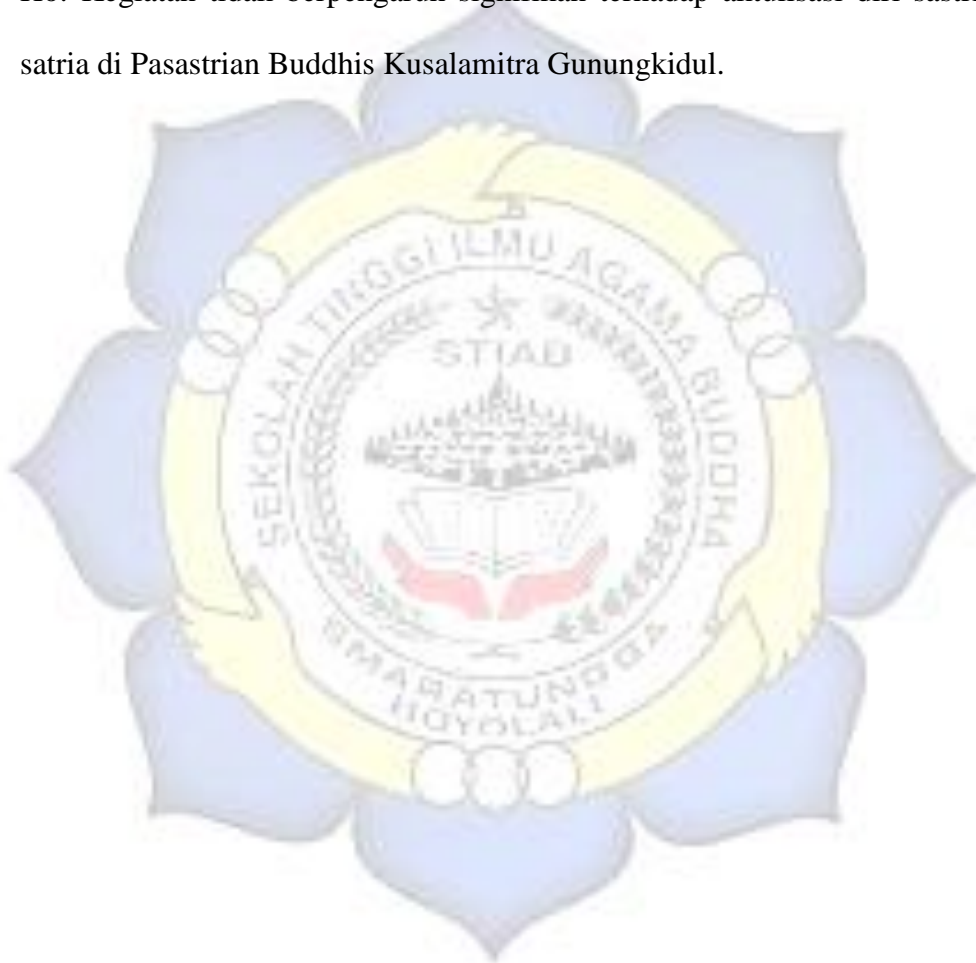 satria di Pasastrian Buddhis Kusalamitra Gunungkidul.
SEKOLAH TINGGI ILMU AGAMA BUDDHA
STIAB
SMARATUNGGA
BOYOLALI